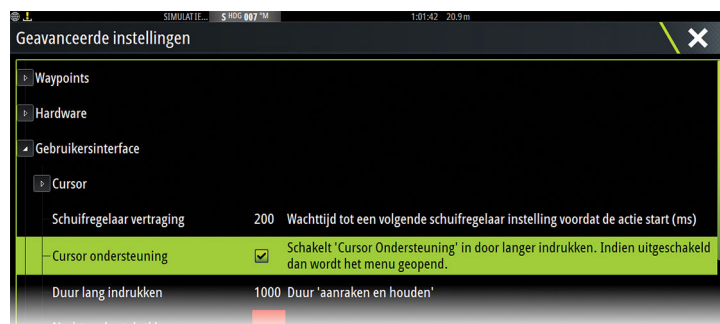 SIMULATIE... S HDG 007 °M 1:01:42 20.9 m
Geavanceerde instellingen
Waypoints
Hardware
Gebruikersinterface
Cursor
Schuifregelaar vertraging 200 Wachttijd tot een volgende schuifregelaar instelling voordat de actie start (ms)
Cursor ondersteuning Schakelt 'Cursor Ondersteuning' in door langer indrukken. Indien uitgeschakeld
dan wordt het menu geopend.
Duur lang indrukken 1000 Duur 'aanraken en houden'